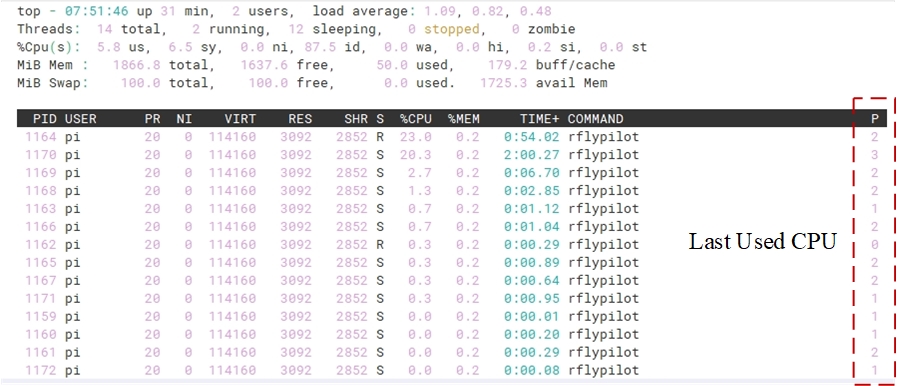 top - 07:51:46 up 31 min, 2 users, load average: 1.09, 0.82, 0.48
Threads: 14 total, 2 running, 12 sleeping, 0 stopped, 0 zombie
%Cpu(s): 5.8 us, 6.5 sy, 0.0 ni, 87.5 id, 0.0 wa, 0.0 hi, 0.2 si, 0.0 st
MiB Mem : 1866.8 total, 1637.6 free, 50.0 used, 179.2 buff/cache
MiB Swap: 100.0 total, 100.0 free, 0.0 used. 1725.3 avail Mem
PID USER PR NI VIRT RES SHR S %CPU %MEM TIME+ COMMAND P
1164 pi 20 0 114160 3092 2852 R 23.0 0.2 0:54.02 rflypilot 2
1170 pi 20 0 114160 3092 2852 S 20.3 0.2 2:00.27 rflypilot 3
1169 pi 20 0 114160 3092 2852 S 2.7 0.2 0:06.70 rflypilot 2
1168 pi 20 0 114160 3092 2852 S 1.3 0.2 0:02.85 rflypilot 2
1163 pi 20 0 114160 3092 2852 S 0.7 0.2 0:01.12 rflypilot 1
1166 pi 20 0 114160 3092 2852 S 0.7 0.2 0:01.04 rflypilot 2
1162 pi 20 0 114160 3092 2852 R 0.3 0.2 0:00.29 rflypilot 0
Last Used CPU
1165 pi 20 0 114160 3092 2852 S 0.3 0.2 0:00.89 rflypilot 2
1167 pi 20 0 114160 3092 2852 S 0.3 0.2 0:00.64 rflypilot 2
1171 pi 20 0 114160 3092 2852 S 0.3 0.2 0:00.95 rflypilot 1
1159 pi 20 0 114160 3092 2852 S 0.0 0.2 0:00.01 rflypilot 1
1160 pi 20 0 114160 3092 2852 S 0.0 0.2 0:00.20 rflypilot 1
1161 pi 20 0 114160 3092 2852 S 0.0 0.2 0:00.29 rflypilot 2
1172 pi 20 0 114160 3092 2852 S 0.0 0.2 0:00.08 rflypilot 1